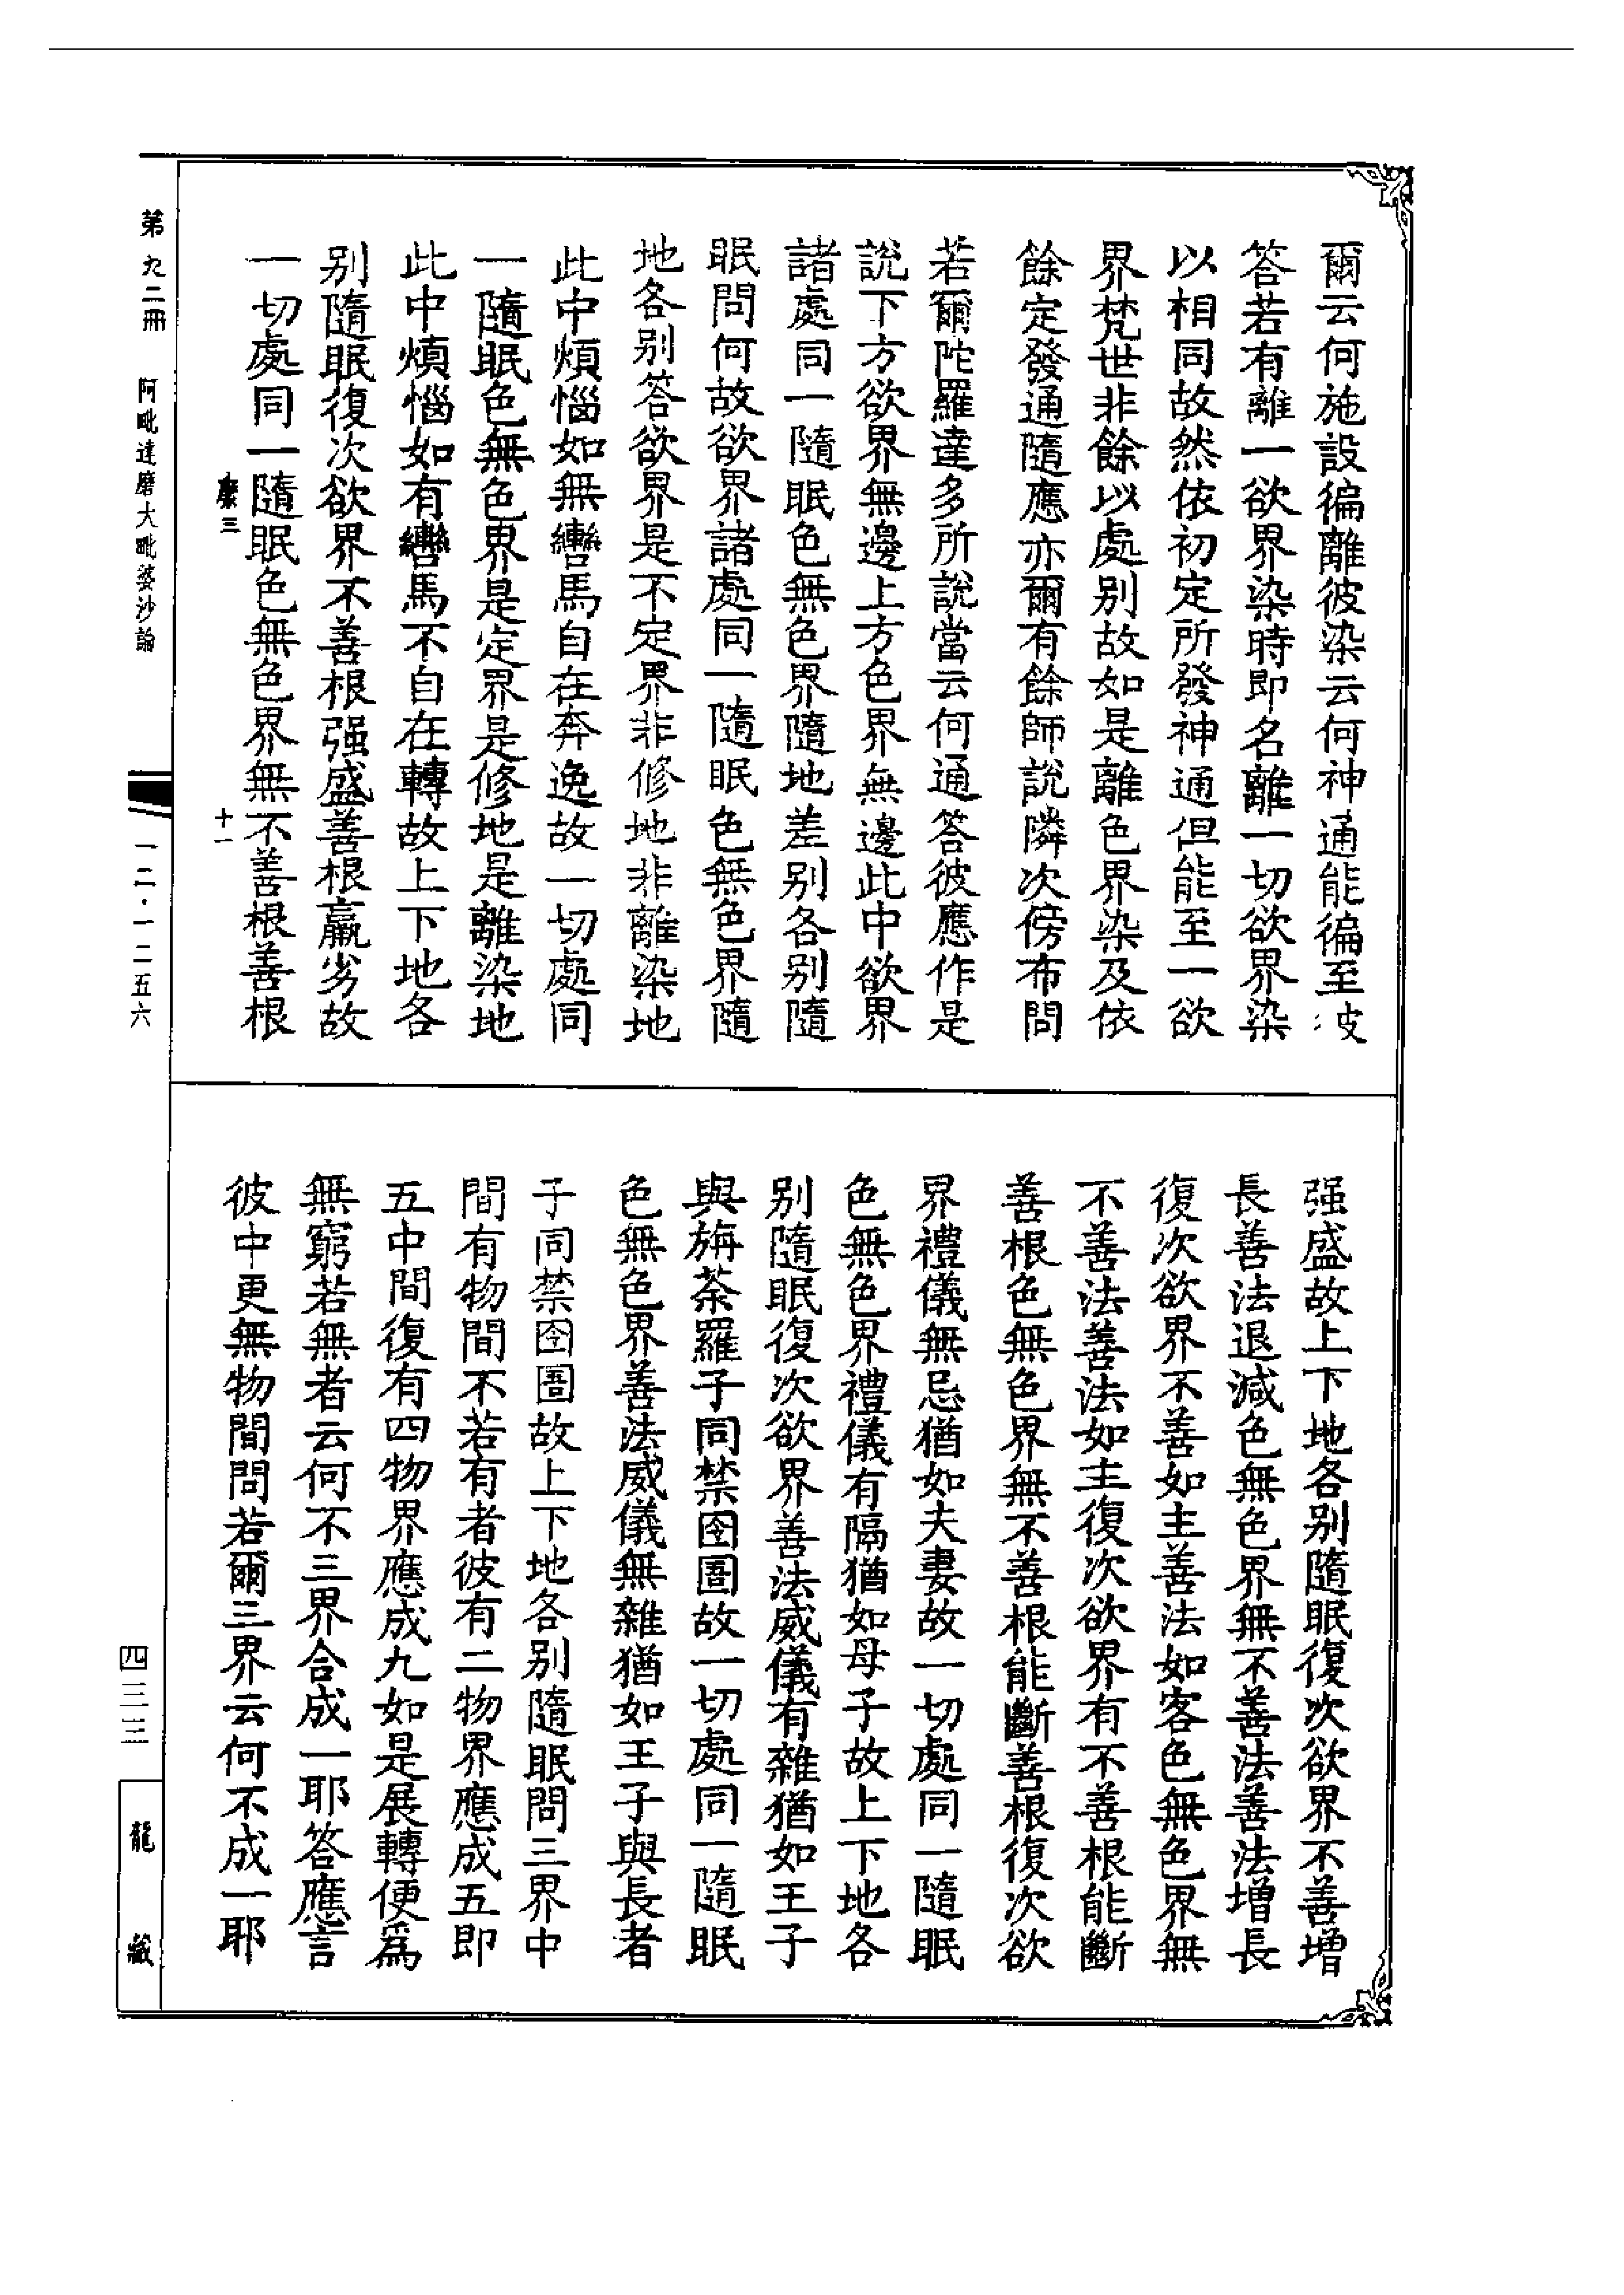 爾云何施設徧離彼染云何神通能徧至彼
答若有離一欲界染時即名離一切欲界染
以相同故然依初定所發神通但能至一欲
界梵世非餘以處別故如是離色界染及依
餘定發通隨應亦爾有餘師說隣次傍布問
若爾陀羅達多所說當云何通答彼應作是
說下方欲界無邊上方色界無邊此中欲界
諸處同一隨眠色無色界隨地差別各別隨
眠問何故欲界諸處同一隨眠色無色界隨
地各別答欲界是不定界非修地非離染地
此中煩惱如無轡馬自在奔逸故一切處同
一隨眠色無色界是定界是修地是離染地
此中煩惱如有轡馬不自在轉故上下地各
別隨眠復次欲界不善根强盛善根羸劣故
一切處同一隨眠色無色界無不善根善根
强盛故上下地各別隨眠復次欲界不善增
長善法退減色無色界無不善法善法增長
復次欲界不善如主善法如客色無色界無
不善法善法如主復次欲界有不善根能斷
善根色無色界無不善根能斷善根復次欲
界禮儀無忌猶如夫妻故一切處同一隨眠
色無色界禮儀有隔猶如母子故上下地各
別隨眠復次欲界善法威儀有雜猶如王子
與旃荼羅子同禁囹圄故一切處同一隨眠
色無色界善法威儀無雜猶如王子與長者
子同禁囹圄故上下地各別隨眠問三界中
間有物間不若有者彼有二物界應成五即
五中間復有四物界應成九如是展轉便爲
無窮若無者云何不三界合成一耶答應言
彼中更無物間問若爾三界云何不成一耶
第九二冊 阿毗達磨大毗婆沙論
一二·一二五六
四三三
龍藏
三
十一